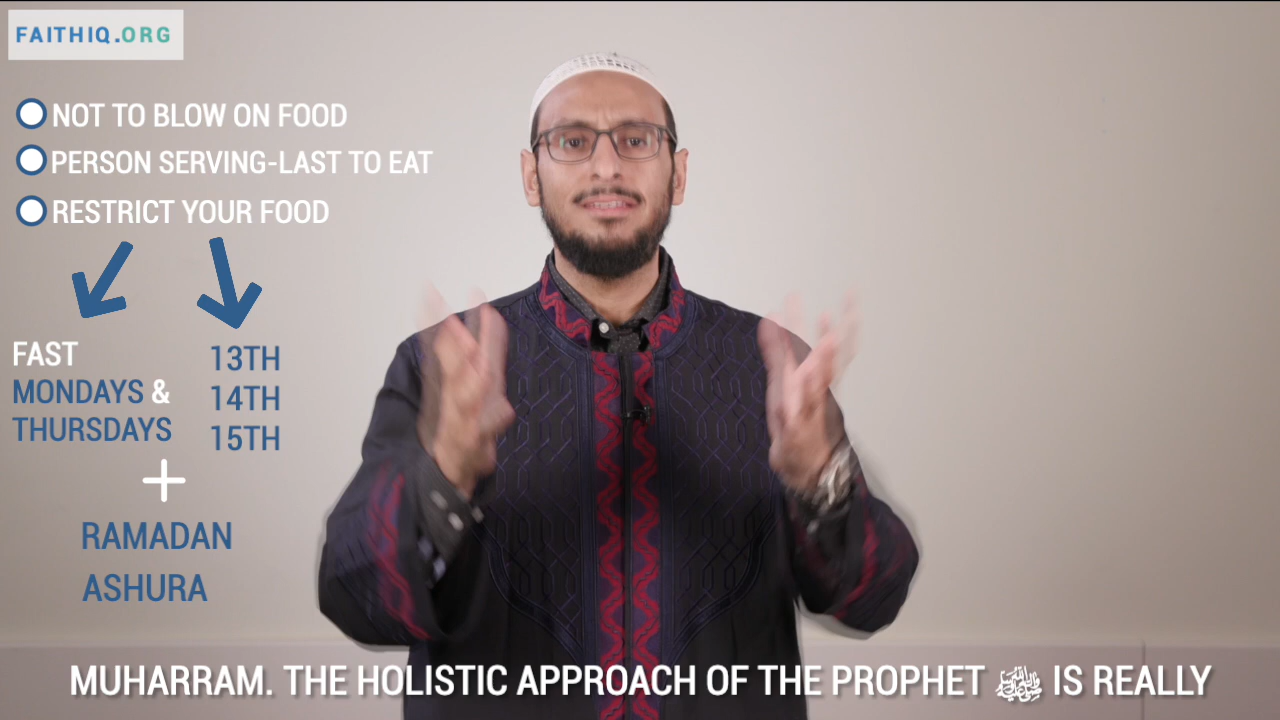 FAITHIQ.ORG
NOT TO BLOW ON FOOD
PERSON SERVING-LAST TO EAT
RESTRICT YOUR FOOD
FAST
MONDAYS &
THURSDAYS
13TH
14TH
15TH
+
RAMADAN
ASHURA
MUHARRAM. THE HOLISTIC APPROACH OF THE PROPHET ﷺ IS REALLY